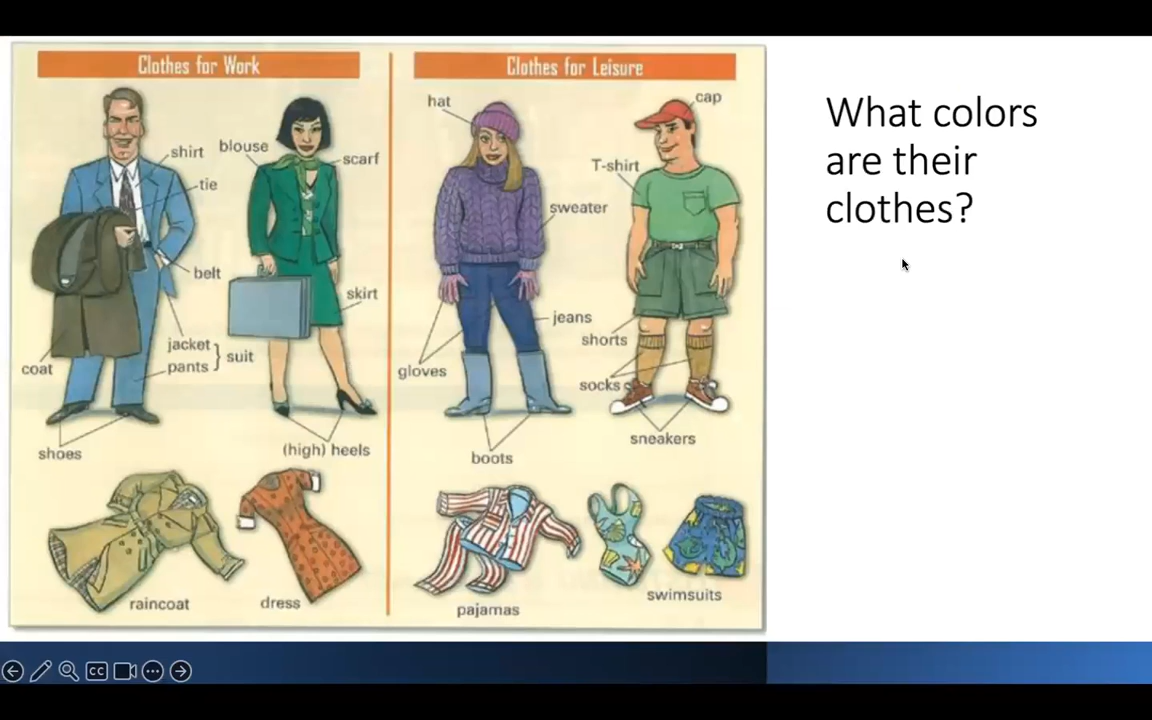 Clothes for Work
shirt
blouse
scarf
tie
belt
skirt
jacket
pants
suit
coat
shoes
(high) heels
raincoat
dress
Clothes for Leisure
hat
cap
T-shirt
sweater
jeans
shorts
gloves
socks
sneakers
boots
pajamas
swimsuits
What colors
are their
clothes?
CC